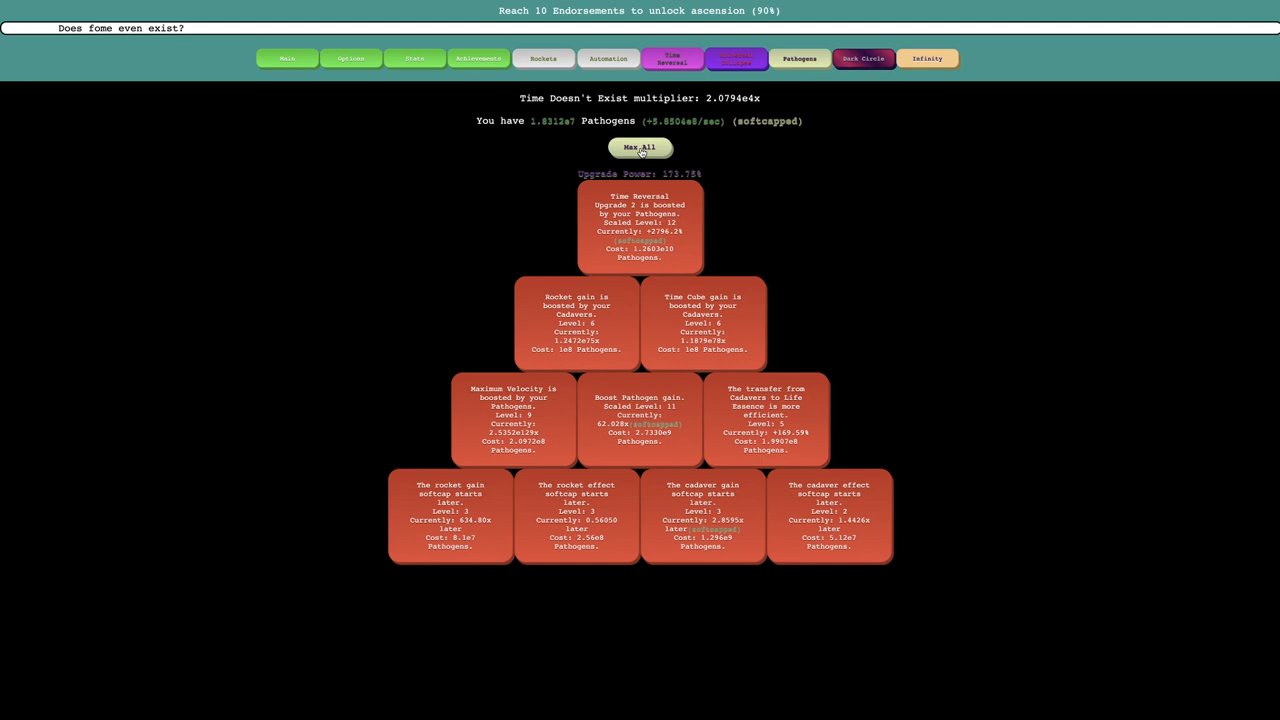 Reach 10 Endorsements to unlock ascension (90%)
Does fome even exist?
Main
Options
Stats
Achievements
Rockets
Automation
Time
Reversal
Universal
Collapse
Pathogens
Dark Circle
Infinity
Time Doesn't Exist multiplier: 2.0794e4x
You have 1.8312e7 Pathogens (+5.8504e8/sec) (softcapped)
Max All
Upgrade Power: 173.75%
Time Reversal
Upgrade 2 is boosted
by your Pathogens.
Scaled Level: 12
Currently: +2796.2%
(softcapped)
Cost: 1.2603e10
Pathogens.
Rocket gain is
boosted by your
Cadavers.
Level: 6
Currently:
1.2472e75x
Cost: 1e8 Pathogens.
Time Cube gain is
boosted by your
Cadavers.
Level: 6
Currently:
1.1879e78x
Cost: 1e8 Pathogens.
Maximum Velocity is
boosted by your
Pathogens.
Level: 9
Currently:
2.5352e129x
Cost: 2.0972e8
Pathogens.
Boost Pathogen gain.
Scaled Level: 11
Currently:
62.028x(softcapped)
Cost: 2.7330e9
Pathogens.
The transfer from
Cadavers to Life
Essence is more
efficient.
Level: 5
Currently: +169.59%
Cost: 1.9907e8
Pathogens.
The rocket gain
softcap starts
later.
Level: 3
Currently: 634.80x
later
Cost: 8.1e7
Pathogens.
The rocket effect
softcap starts
later.
Level: 3
Currently: 0.56050
later
Cost: 2.56e8
Pathogens.
The cadaver gain
softcap starts
later.
Level: 3
Currently: 2.8595x
later(softcapped)
Cost: 1.296e9
Pathogens.
The cadaver effect
softcap starts
later.
Level: 2
Currently: 1.4426x
later
Cost: 5.12e7
Pathogens.